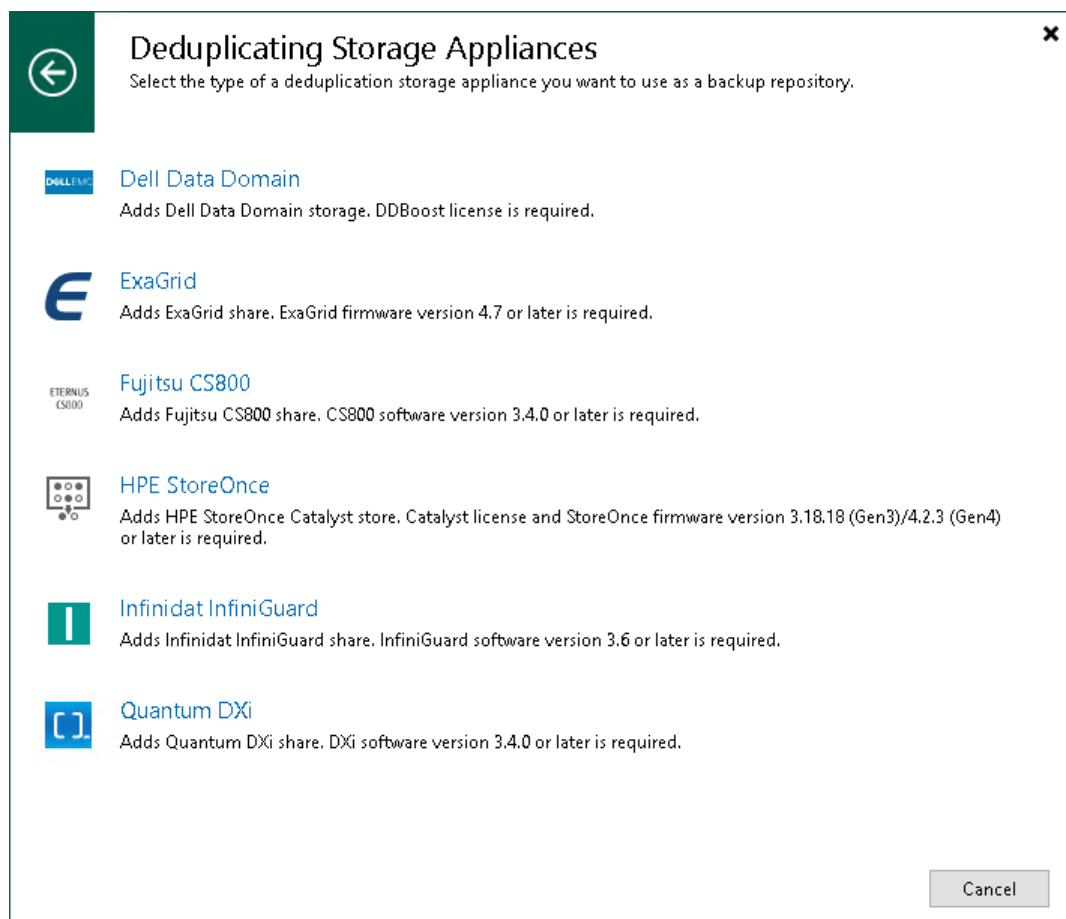 Deduplicating Storage Appliances
Select the type of a deduplication storage appliance you want to use as a backup repository.
DELLEMC
Dell Data Domain
Adds Dell Data Domain storage. DDBoost license is required.
ExaGrid
Adds ExaGrid share. ExaGrid firmware version 4.7 or later is required.
ETERNUS
CS800
Fujitsu CS800
Adds Fujitsu CS800 share. CS800 software version 3.4.0 or later is required.
HPE StoreOnce
Adds HPE StoreOnce Catalyst store. Catalyst license and StoreOnce firmware version 3.18.18 (Gen3)/4.2.3 (Gen4)
or later is required.
Infinidat InfiniGuard
Adds Infinidat InfiniGuard share. InfiniGuard software version 3.6 or later is required.
Quantum DXi
Adds Quantum DXi share. DXi software version 3.4.0 or later is required.
Cancel